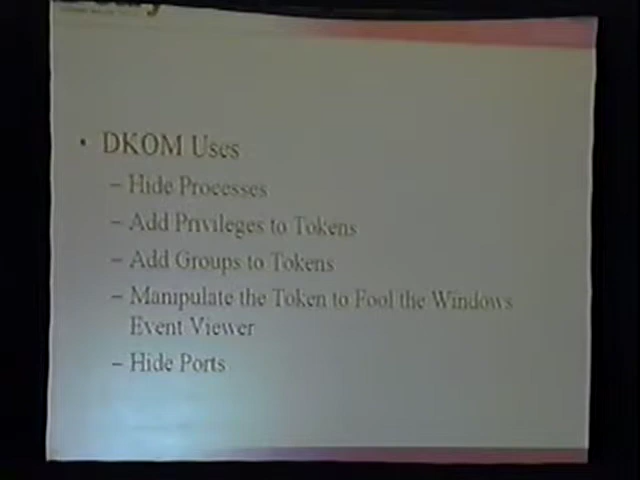 • DKOM Uses
– Hide Processes
– Add Privileges to Tokens
– Add Groups to Tokens
– Manipulate the Token to Fool the Windows
Event Viewer
– Hide Ports